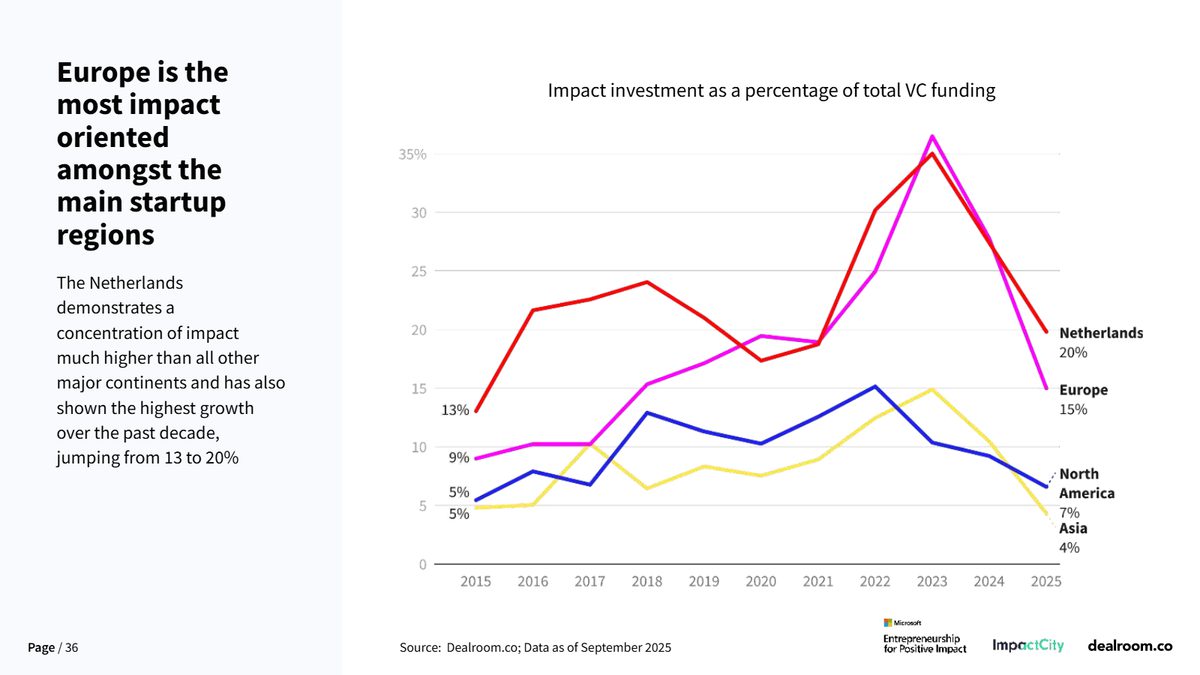 Europe is the
most impact
oriented
amongst the
main startup
regions
The Netherlands
demonstrates a
concentration of impact
much higher than all other
major continents and has also
shown the highest growth
over the past decade,
jumping from 13 to 20%
Page / 36
Impact investment as a percentage of total VC funding
35%
30
25
20
15
10
5
0
13%
9%
5%
5%
Netherlands
20%
Europe
15%
North
America
7%
Asia
4%
2015 2016 2017 2018 2019 2020 2021 2022 2023 2024 2025
Source: Dealroom.co; Data as of September 2025
Microsoft
Entrepreneurship
for Positive Impact
ImpactCity
dealroom.co